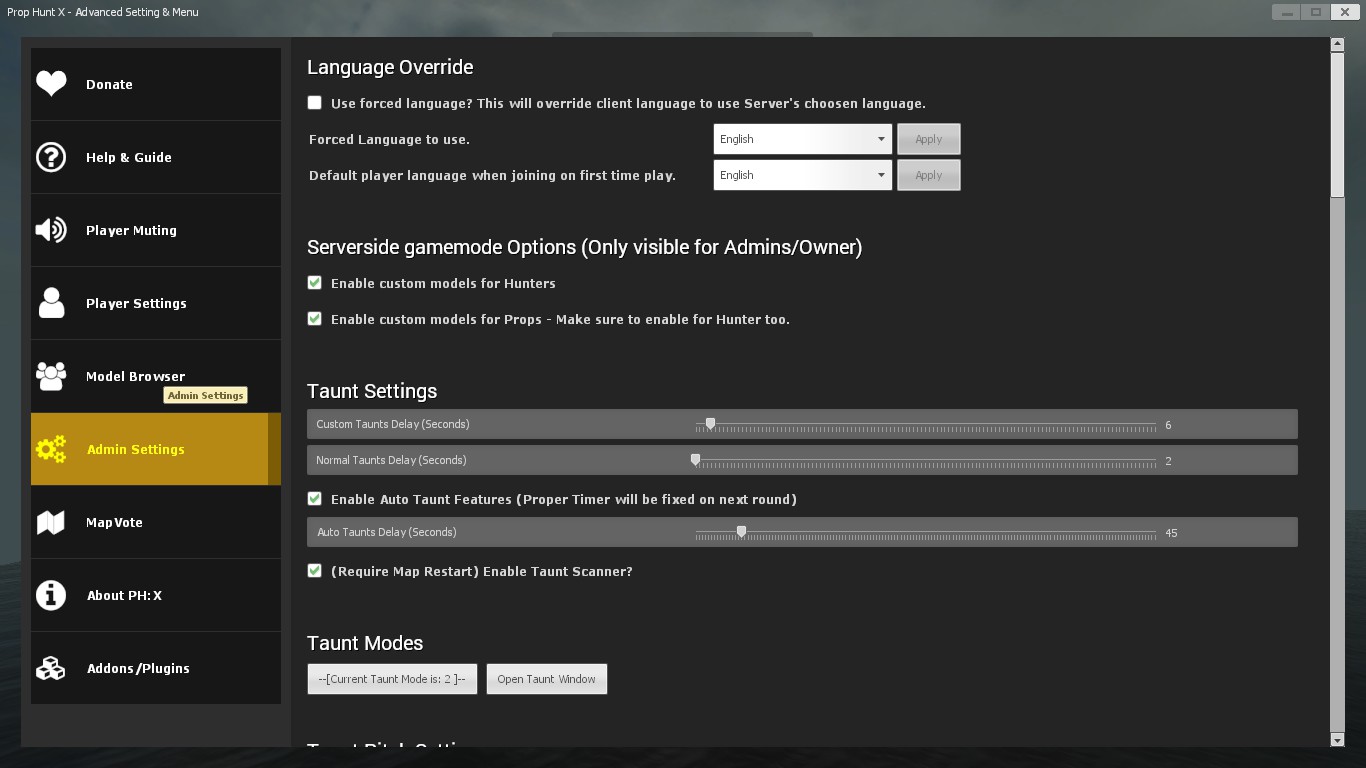 Prop Hunt X - Advanced Setting & Menu
Donate
Help & Guide
Player Muting
Player Settings
Model Browser
Admin Settings
Admin Settings
MapVote
About PH: X
Addons/Plugins
Language Override
Use forced language? This will override client language to use Server's choosen language.
Forced Language to use.
English
Apply
Default player language when joining on first time play.
English
Apply
Serverside gamemode Options (Only visible for Admins/Owner)
Enable custom models for Hunters
Enable custom models for Props - Make sure to enable for Hunter too.
Taunt Settings
Custom Taunts Delay (Seconds)
6
Normal Taunts Delay (Seconds)
2
Enable Auto Taunt Features (Proper Timer will be fixed on next round)
Auto Taunts Delay (Seconds)
45
(Require Map Restart) Enable Taunt Scanner?
Taunt Modes
--[Current Taunt Mode is: 2 ]--
Open Taunt Window